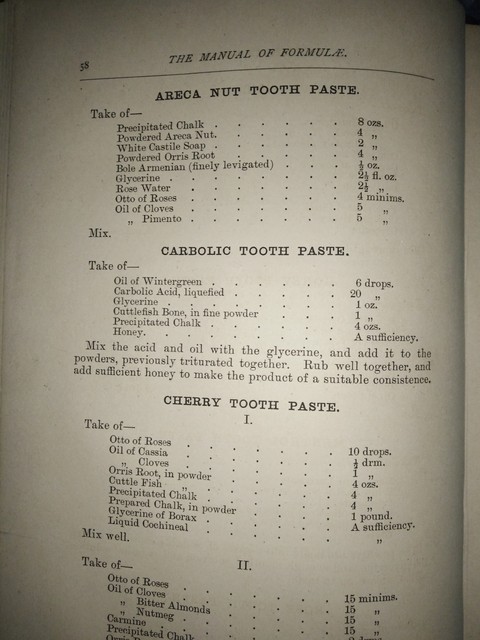 58 THE MANUAL OF FORMULÆ.
ARECA NUT TOOTH PASTE.
Take of—
Precipitated Chalk . . . . . . 8 ozs.
Powdered Areca Nut. . . . . . 4 „
White Castile Soap . . . . . . 2 „
Powdered Orris Root . . . . . 4 „
Bole Armenian (finely levigated) . . . ½ oz.
Glycerine . . . . . . . 2½ fl. oz.
Rose Water . . . . . . 2½ „
Otto of Roses . . . . . . 4 minims.
Oil of Cloves . . . . . . 5 „
„ Pimento . . . . . . 5 „
Mix.
CARBOLIC TOOTH PASTE.
Take of—
Oil of Wintergreen . . . . . . 6 drops.
Carbolic Acid, liquefied . . . . . 20 „
Glycerine . . . . . . . 1 oz.
Cuttlefish Bone, in fine powder . . . . 1 „
Precipitated Chalk . . . . . . 4 ozs.
Honey. . . . . . . . A sufficiency.
Mix the acid and oil with the glycerine, and add it to the
powders, previously triturated together. Rub well together, and
add sufficient honey to make the product of a suitable consistence.
CHERRY TOOTH PASTE.
I.
Take of—
Otto of Roses . . . . . . 10 drops.
Oil of Cassia . . . . . . ½ drm.
„ Cloves . . . . . . 1 „
Orris Root, in powder . . . . . 4 ozs.
Cuttle Fish „ . . . . . 4 „
Precipitated Chalk . . . . . . 4 „
Prepared Chalk, in powder . . . . 1 pound.
Glycerine of Borax . . . . . . A sufficiency.
Liquid Cochineal . . . . . . „
Mix well.
II.
Take of—
Otto of Roses . . . . . . 15 minims.
Oil of Cloves . . . . . . 15 „
„ Bitter Almonds . . . . . 15 „
„ Nutmeg . . . . . .
Carmine . . . . . .
Precipitated Chalk